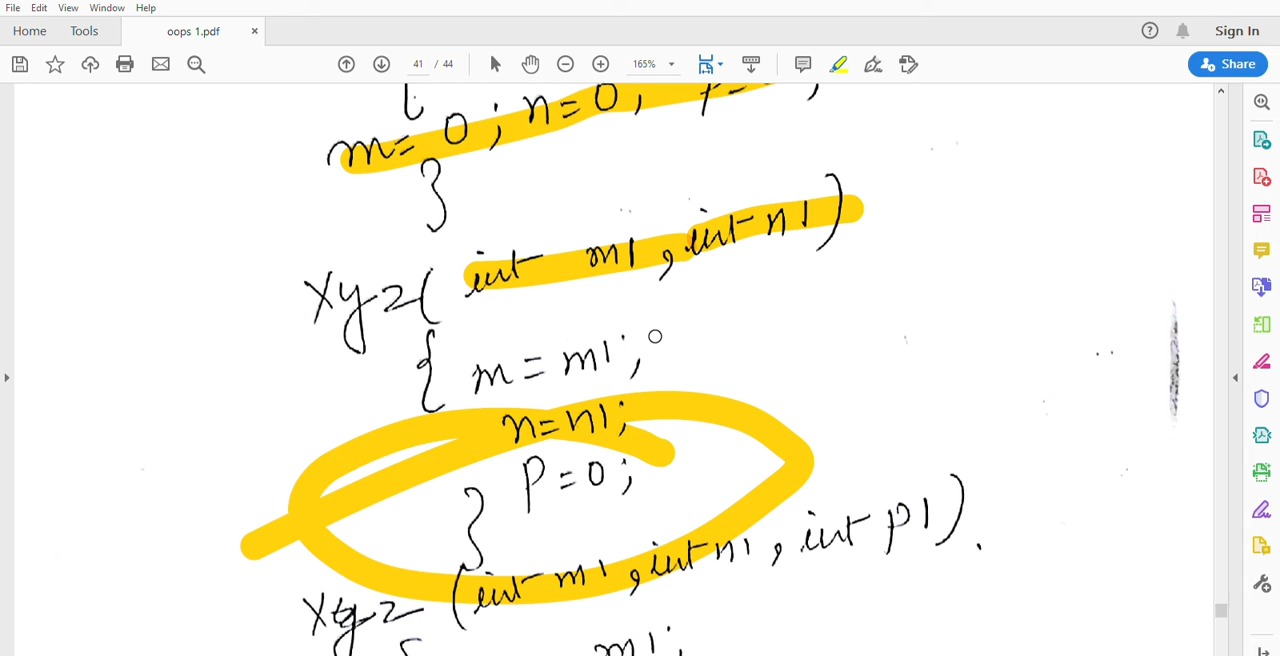 File Edit View Window Help
Home Tools oops 1.pdf × Sign In
41 / 44 165% Share
m=0; n=0;
}
Xyz(int m1, int n1)
{ m=m1;
n=n1;
p=0;
}
Xyz(int m1, int n1, int p1)
m1;